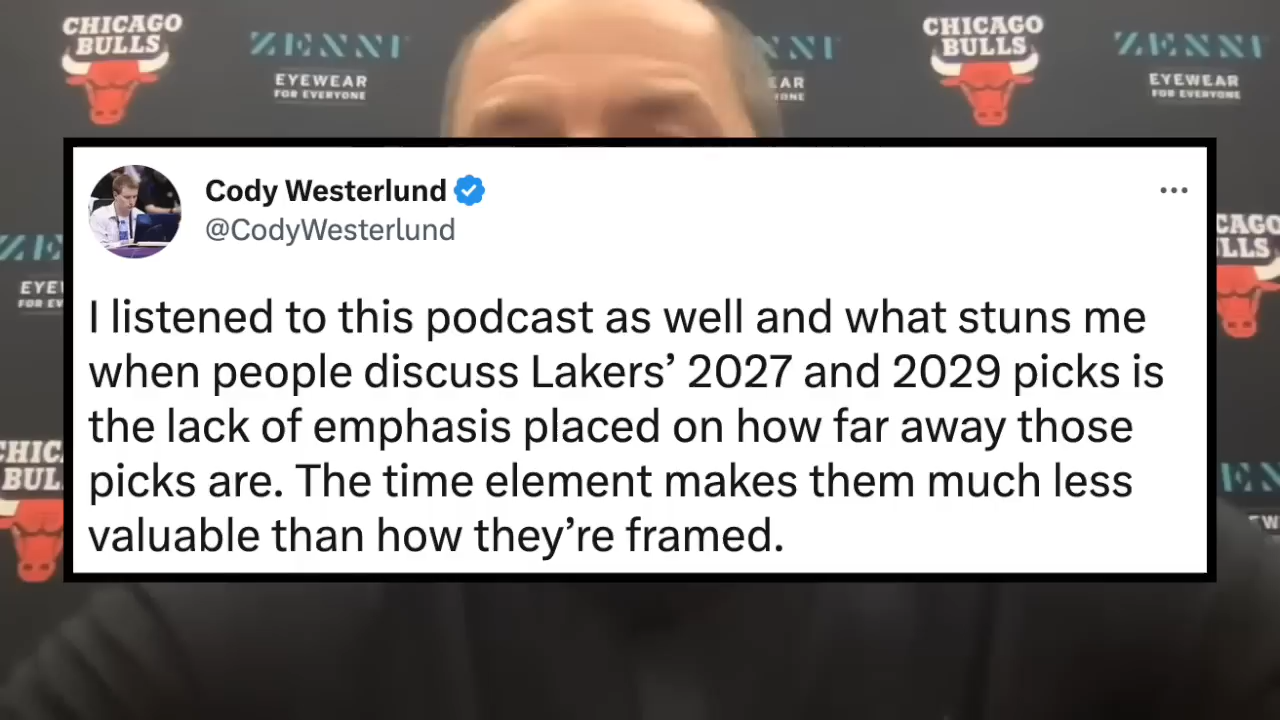 CHICAGO
BULLS
ZENNI
EYEWEAR
FOR EVERYONE
CHICAGO
BULLS
ZENNI
EYEWEAR
FOR EVERYONE
Cody Westerlund
@CodyWesterlund
I listened to this podcast as well and what stuns me
when people discuss Lakers’ 2027 and 2029 picks is
the lack of emphasis placed on how far away those
picks are. The time element makes them much less
valuable than how they’re framed.